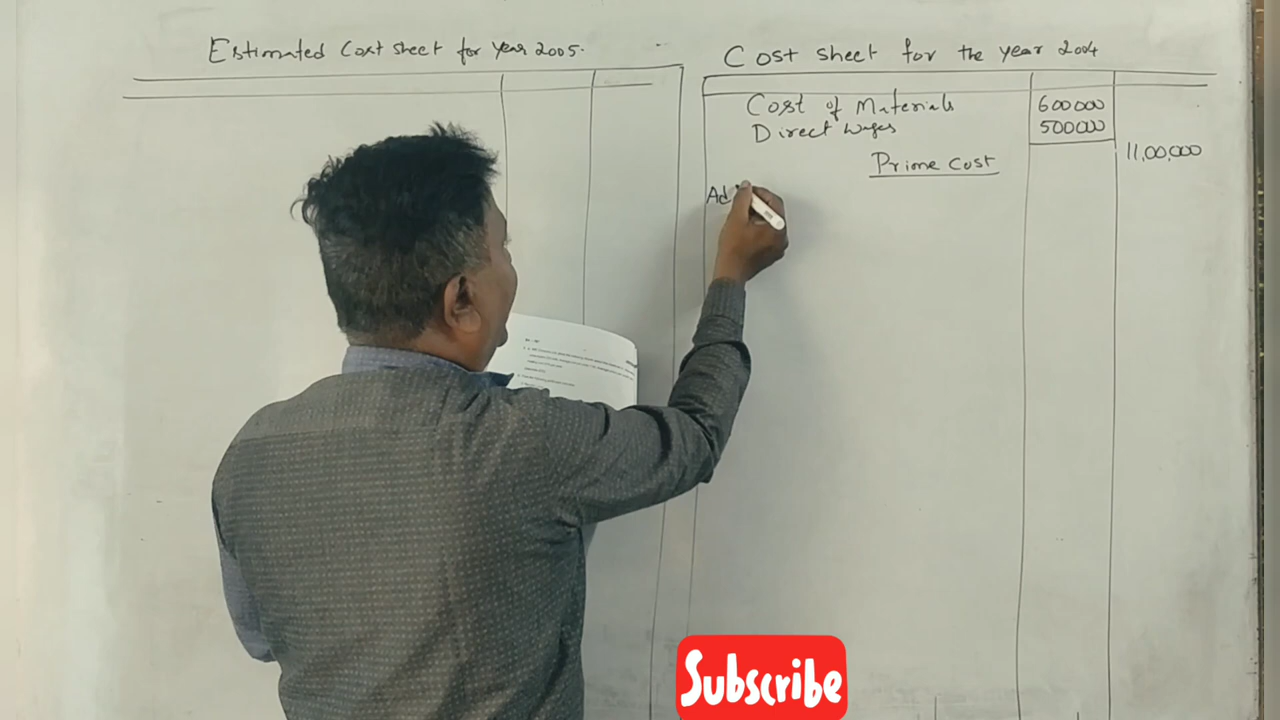 Estimated Cost sheet for year 2005.
Cost sheet for the year 2004
Cost of Materials 600000
Direct Wages 500000
Prime Cost 11,00,000
Ad
Subscribe